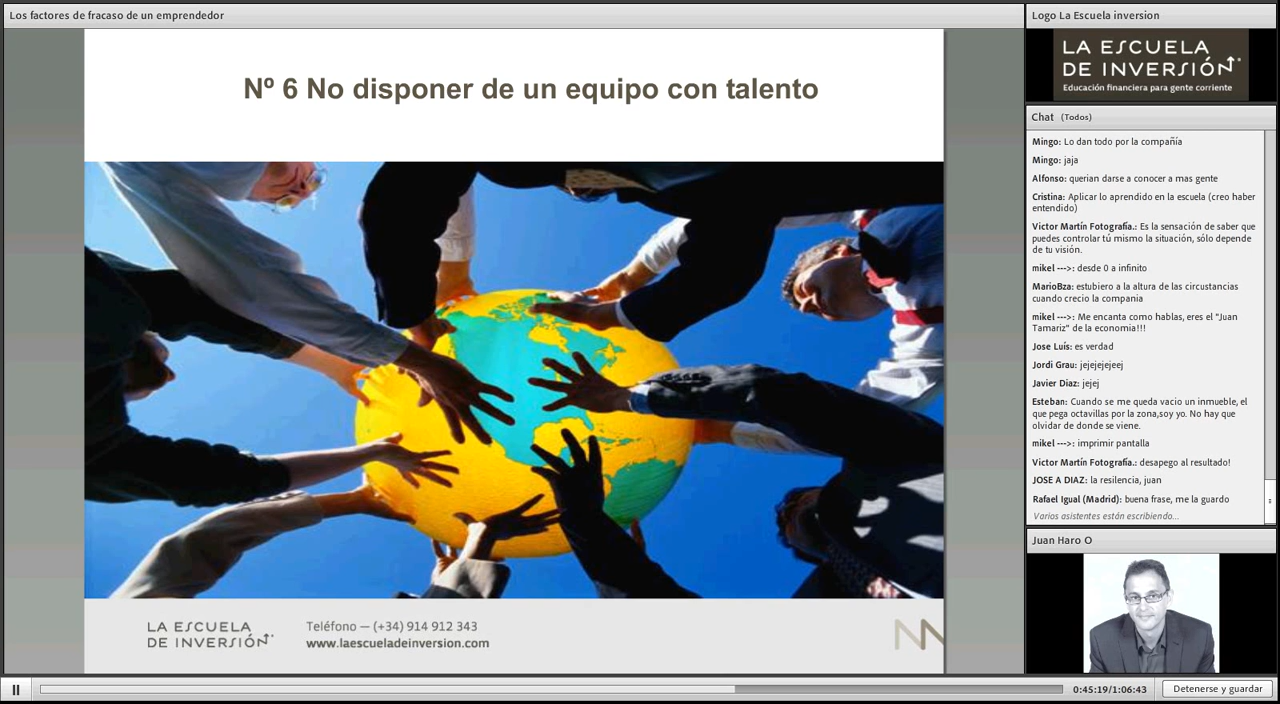 Los factores de fracaso de un emprendedor
Nº 6 No disponer de un equipo con talento
LA ESCUELA
DE INVERSIÓN
Teléfono — (+34) 914 912 343
www.laescueladeinversion.com
Logo La Escuela inversion
LA ESCUELA
DE INVERSIÓN
Educación financiera para gente corriente
Chat (Todos)
Mingo: Lo dan todo por la compañía
Mingo: jaja
Alfonso: querian darse a conocer a mas gente
Cristina: Aplicar lo aprendido en la escuela (creo haber
entendido)
Victor Martín Fotografía.: Es la sensación de saber que
puedes controlar tú mismo la situación, sólo depende
de tu visión.
mikel --->: desde 0 a infinito
MarioBza: estubiero a la altura de las circustancias
cuando crecio la compania
mikel --->: Me encanta como hablas, eres el "Juan
Tamariz" de la economia!!!
Jose Luís: es verdad
Jordi Grau: jejejejejeej
Javier Diaz: jejej
Esteban: Cuando se me queda vacio un inmueble, el
que pega octavillas por la zona,soy yo. No hay que
olvidar de donde se viene.
mikel --->: imprimir pantalla
Victor Martín Fotografía.: desapego al resultado!
JOSE A DIAZ: la resilencia, juan
Rafael Igual (Madrid): buena frase, me la guardo
Varios asistentes están escribiendo...
Juan Haro O
0:45:19/1:06:43
Detenerse y guardar